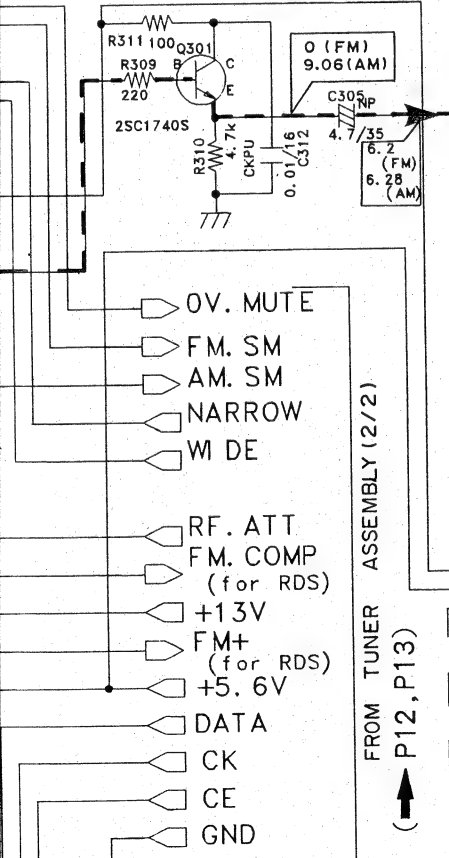 R311 100
Q301
R309
220
B
C
E
2SC1740S
R310
4.7k
CKPU
0.01/16
C312
0 (FM)
9.06(AM)
C305
NP
4.7/35
6.2
(FM)
6.28
(AM)
OV. MUTE
FM. SM
AM. SM
NARROW
WIDE
RF. ATT
FM. COMP
(for RDS)
+13V
FM+
(for RDS)
+5.6V
DATA
CK
CE
GND
FROM TUNER ASSEMBLY(2/2)
( P12,P13)